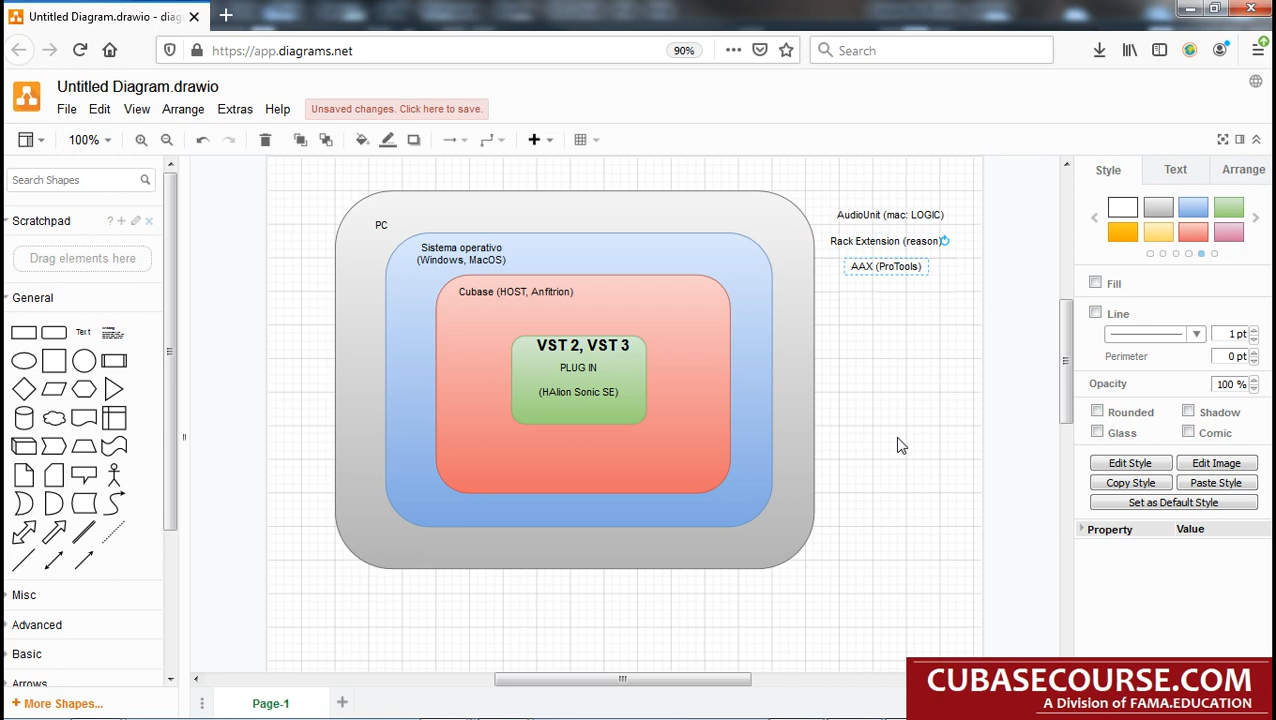 Untitled Diagram.drawio - diag
https://app.diagrams.net
90%
Search
Untitled Diagram.drawio
File Edit View Arrange Extras Help
Unsaved changes. Click here to save.
100%
Search Shapes
Scratchpad
Drag elements here
General
Text
Misc
Advanced
Basic
Arrows
+ More Shapes...
PC
Sistema operativo
(Windows, MacOS)
Cubase (HOST, Anfitrion)
VST 2, VST 3
PLUG IN
(HAlion Sonic SE)
AudioUnit (mac: LOGIC)
Rack Extension (reason)
AAX (ProTools)
Style Text Arrange
Fill
Line
1 pt
Perimeter
0 pt
Opacity
100 %
Rounded
Shadow
Glass
Comic
Edit Style
Edit Image
Copy Style
Paste Style
Set as Default Style
Property
Value
Page-1
CUBASECOURSE.COM
A Division of FAMA.EDUCATION